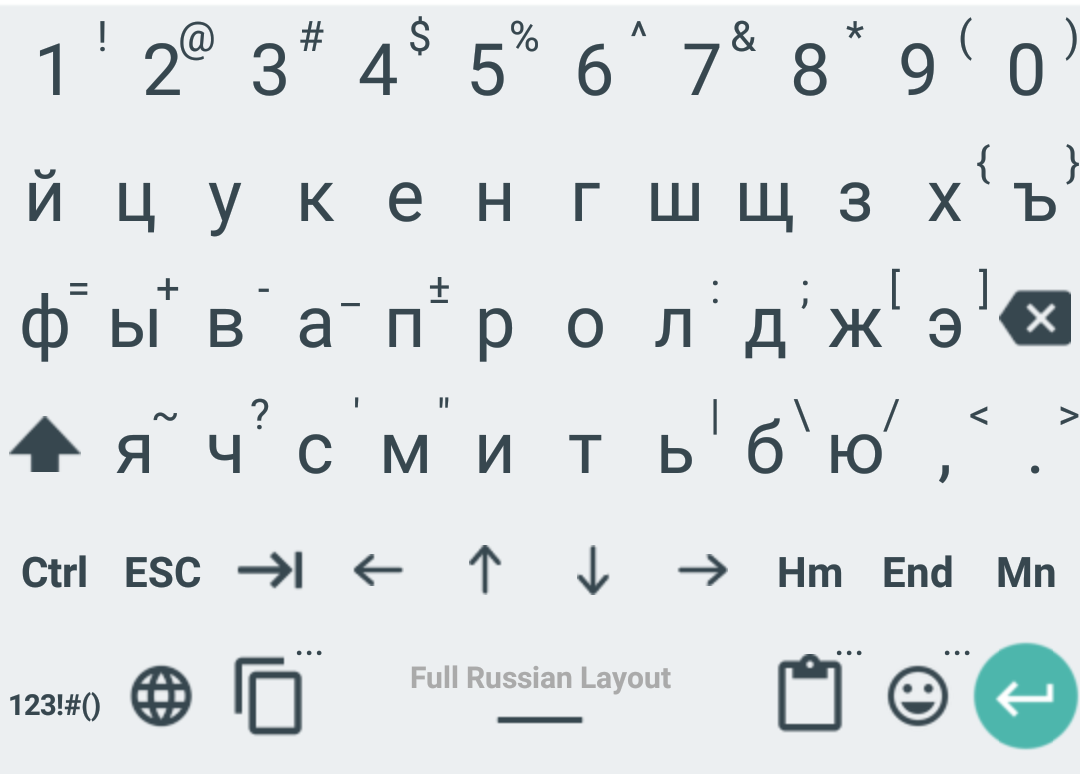 1 ! 2 @ 3 # 4 $ 5 % 6 ^ 7 & 8 * 9 ( 0 )
й ц у к е н г ш щ з х { ъ }
ф = ы + в - а _ п ± р о л : д ; ж [ э ]
я ~ ч ? с ' м " и т ь | б \ ю / , < . >
Ctrl ESC →| ← ↑ ↓ → Hm End Mn
123!#() ... Full Russian Layout ... ...